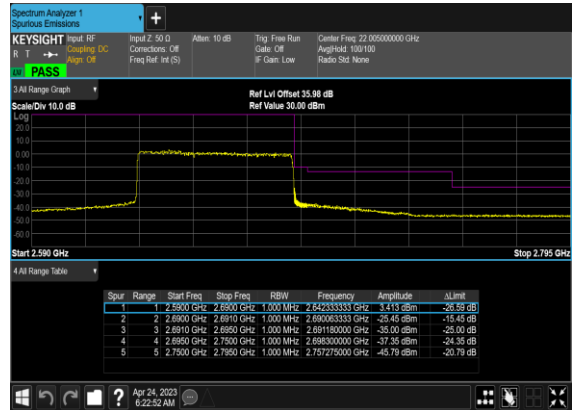 Spectrum Analyzer 1
Spurious Emissions
KEYSIGHT Input: RF Input Z: 50 Ω Atten: 10 dB Trig: Free Run Center Freq: 22.005000000 GHz
R T Coupling: DC Corrections: Off Gate: Off Avg|Hold: 100/100
Align: Off Freq Ref: Int (S) IF Gain: Low Radio Std: None
PASS
3 All Range Graph
Ref Lvl Offset 35.98 dB
Scale/Div 10.0 dB Ref Value 30.00 dBm
Log
20.0
10.0
0.00
-10.0
-20.0
-30.0
-40.0
-50.0
-60.0
Start 2.590 GHz Stop 2.795 GHz
4 All Range Table
Spur Range Start Freq Stop Freq RBW Frequency Amplitude ΔLimit
1 1 2.5900 GHz 2.6900 GHz 1.000 MHz 2.642333333 GHz 3.413 dBm -26.59 dB
2 2 2.6900 GHz 2.6910 GHz 1.000 MHz 2.690063333 GHz -25.45 dBm -15.45 dB
3 3 2.6910 GHz 2.6950 GHz 1.000 MHz 2.691180000 GHz -35.00 dBm -25.00 dB
4 4 2.6950 GHz 2.7500 GHz 1.000 MHz 2.698300000 GHz -37.35 dBm -24.35 dB
5 5 2.7500 GHz 2.7950 GHz 1.000 MHz 2.757275000 GHz -45.79 dBm -20.79 dB
Apr 24, 2023
6:22:52 AM